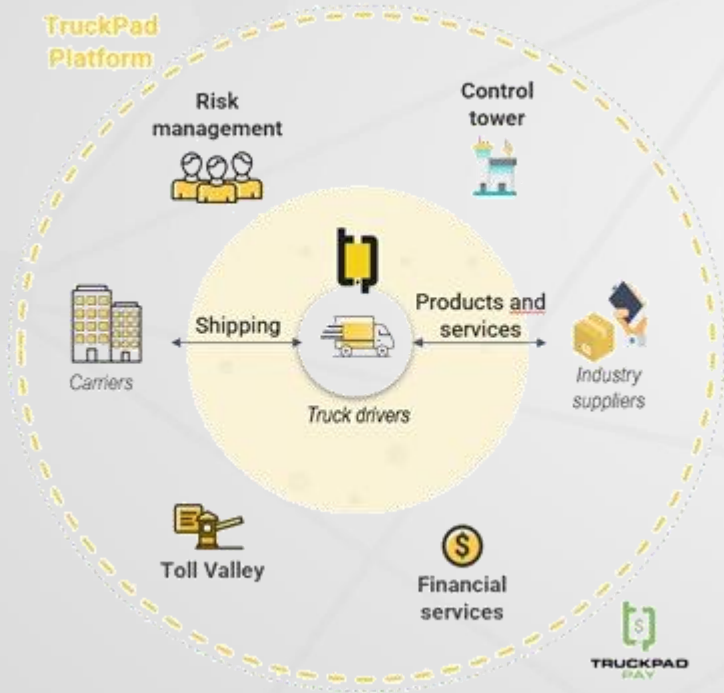 TruckPad
Platform
Risk
management
Control
tower
Shipping
Products and
services
Carriers
Truck drivers
Industry
suppliers
Toll Valley
Financial
services
TRUCKPAD
PAY